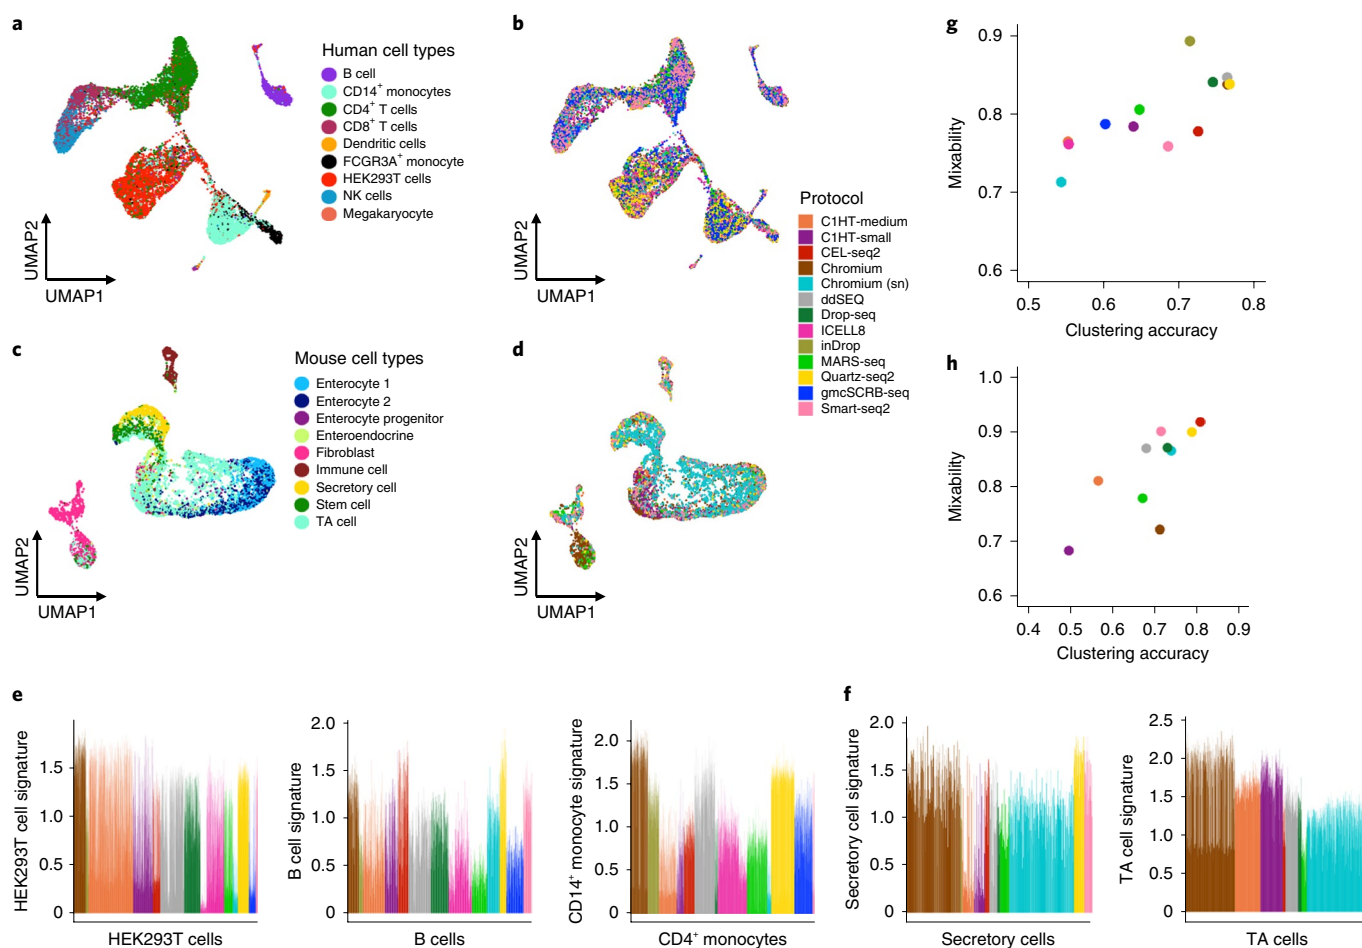 a
Human cell types
B cell
CD14+ monocytes
CD4+ T cells
CD8+ T cells
Dendritic cells
FCGR3A+ monocyte
HEK293T cells
NK cells
Megakaryocyte
UMAP2
UMAP1
b
UMAP2
UMAP1
Protocol
C1HT-medium
C1HT-small
CEL-seq2
Chromium
Chromium (sn)
ddSEQ
Drop-seq
ICELL8
inDrop
MARS-seq
Quartz-seq2
gmcSCRB-seq
Smart-seq2
g
0.9
0.8
0.7
0.6
Mixability
0.5 0.6 0.7 0.8
Clustering accuracy
c
Mouse cell types
Enterocyte 1
Enterocyte 2
Enterocyte progenitor
Enteroendocrine
Fibroblast
Immune cell
Secretory cell
Stem cell
TA cell
UMAP2
UMAP1
d
UMAP2
UMAP1
h
1.0
0.9
0.8
0.7
0.6
Mixability
0.4 0.5 0.6 0.7 0.8 0.9
Clustering accuracy
e
HEK293T cell signature
1.5
1.0
0.5
0
HEK293T cells
B cell signature
2.0
1.5
1.0
0.5
0
B cells
CD14+ monocyte signature
2.0
1.5
1.0
0.5
0
CD4+ monocytes
f
Secretory cell signature
2.0
1.5
1.0
0.5
0
Secretory cells
TA cell signature
2.5
2.0
1.5
1.0
0.5
0
TA cells